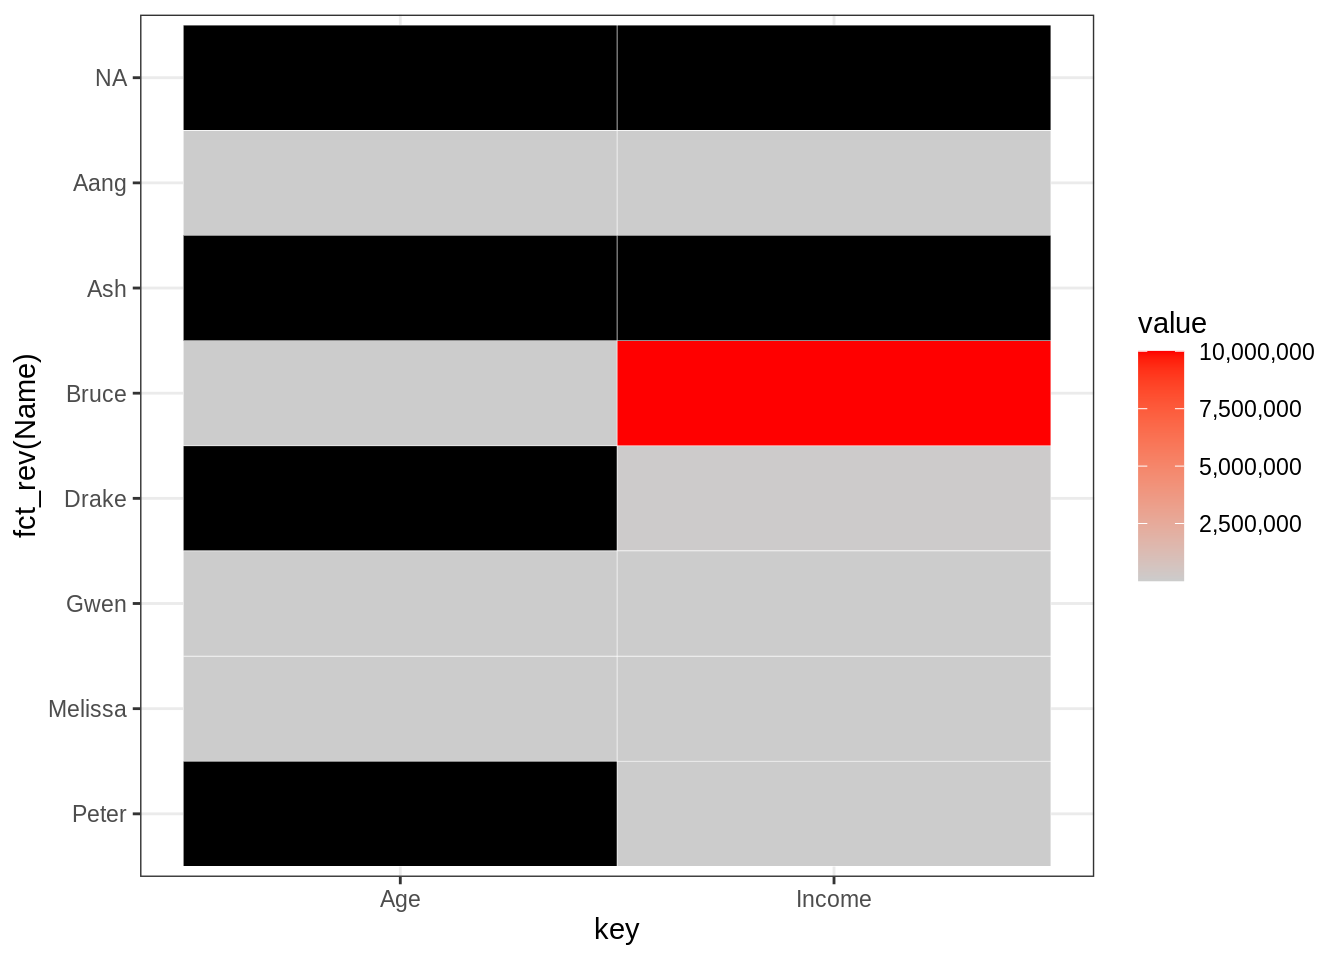 NA
Aang
Ash
Bruce
Drake
Gwen
Melissa
Peter
fct_rev(Name)
Age
Income
key
value
10,000,000
7,500,000
5,000,000
2,500,000